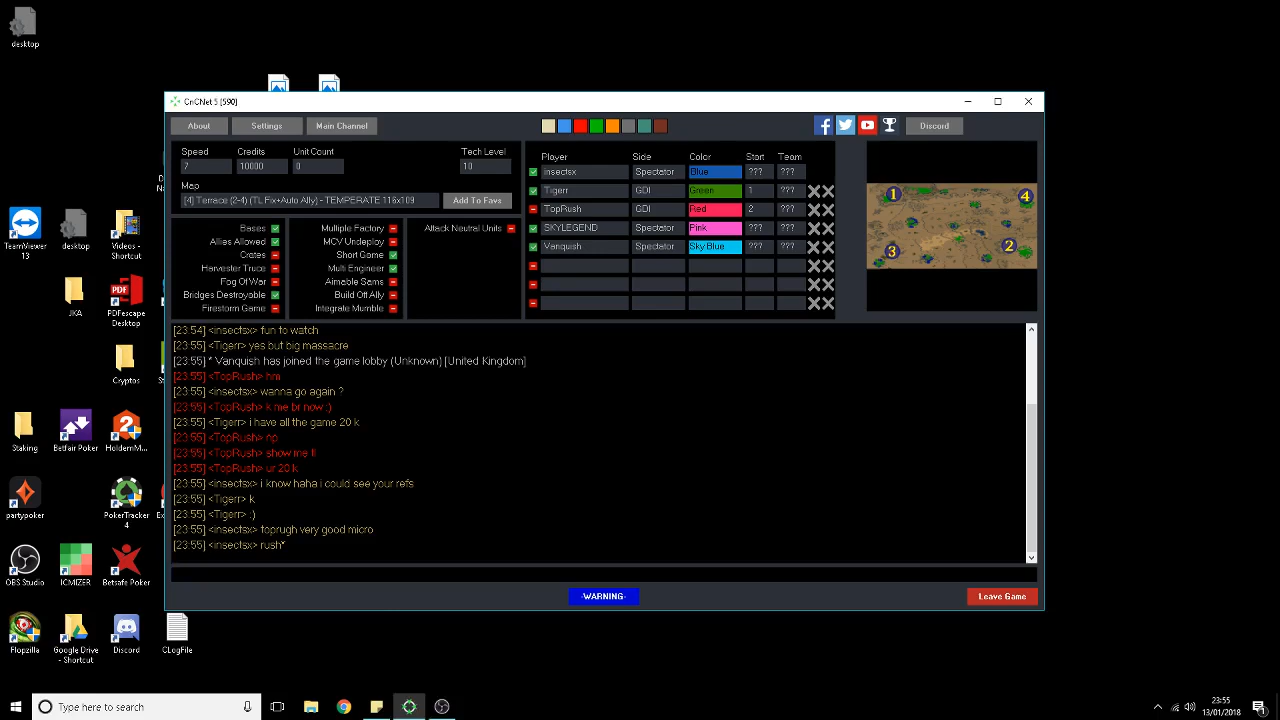 desktop
CnCNet 5 [590]
About
Settings
Main Channel
Discord
Speed
Credits
Unit Count
Tech Level
7
10000
0
10
Map
[4] Terrace (2-4) (TL Fix+Auto Ally) - TEMPERATE 116x109
Add To Favs
Bases
Allies Allowed
Crates
Harvester Truce
Fog Of War
Bridges Destroyable
Firestorm Game
Multiple Factory
MCV Undeploy
Short Game
Multi Engineer
Aimable Sams
Build Off Ally
Integrate Mumble
Attack Neutral Units
Player Side Color Start Team
insectsx Spectator Blue ??? ???
Tigerr GDI Green 1 ???
TopRush GDI Red 2 ???
SKYLEGEND Spectator Pink ??? ???
Vanquish Spectator Sky Blue ??? ???
1
4
3
2
[23:54] <insectsx> fun to watch
[23:55] <Tigerr> yes but big massacre
[23:55] * Vanquish has joined the game lobby (Unknown) [United Kingdom]
[23:55] <TopRush> hm
[23:55] <insectsx> wanna go again ?
[23:55] <TopRush> k me br now :)
[23:55] <Tigerr> i have all the game 20 k
[23:55] <TopRush> np
[23:55] <TopRush> show me !!
[23:55] <TopRush> ur 20 k
[23:55] <insectsx> i know haha i could see your refs
[23:55] <Tigerr> k
[23:55] <Tigerr> :)
[23:55] <insectsx> toprugh very good micro
[23:55] <insectsx> rush*
-WARNING-
Leave Game
TeamViewer 13
desktop
Videos - Shortcut
JKA
PDFescape Desktop
Cryptos
Staking
Betfair Poker
HoldemM...
partypoker
PokerTracker 4
OBS Studio
ICMIZER
Betsafe Poker
Flopzilla
Google Drive - Shortcut
Discord
CLogFile
Type here to search
23:55
13/01/2018
1